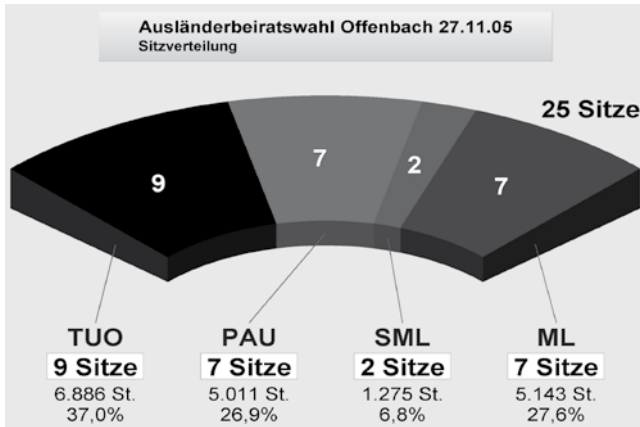 Ausländerbeiratswahl Offenbach 27.11.05
Sitzverteilung
25 Sitze
9
7
2
7
TUO
9 Sitze
6.886 St.
37,0%
PAU
7 Sitze
5.011 St.
26,9%
SML
2 Sitze
1.275 St.
6,8%
ML
7 Sitze
5.143 St.
27,6%